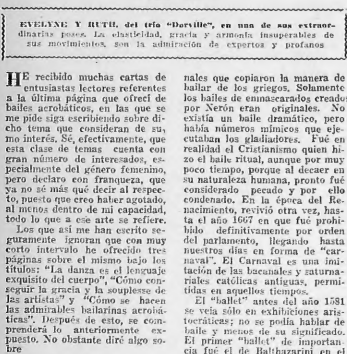 EVELYNE Y RUTH, del trío "Dorville", en una de sus extraor-
dinarias poses. La elasticidad, gracia y armonía insuperables de
sus movimientos, son la admiración de expertos y profanos
HE recibido muchas cartas de
entusiastas lectores referentes
a la última página que ofrecí de
bailes acrobáticos, en las que se
me pide siga escribiendo sobre di-
cho tema que consideran de su
mo interés. Sé, efectivamente, que
esta clase de temas cuenta con
gran número de interesados, es-
pecialmente del género femenino,
pero declaro con franqueza, que
ya no sé más qué decir al respec-
to, puesto que creo haber agotado,
al menos dentro de mi capacidad,
todo lo que a ese arte se refiere.
Los que así me han escrito se-
guramente ignoran que con muy
corto intervalo he ofrecido tres
páginas sobre el mismo bajo los
títulos: "La danza es el lenguaje
exquisito del cuerpo", "Cómo con-
seguir la gracia y la souplesse de
las artistas" y "Cómo se hacen
las admirables bailarinas acrobá-
ticas". Después de esto, se com-
prenderá lo anteriormente ex-
puesto. No obstante diré algo so-
bre
nales que copiaron la manera de
bailar de los griegos. Solamente
los bailes de enmascarados creados
por Nerón eran originales. No
existía un baile dramático, pero
había números mímicos que eje-
cutaban los gladiadores. Fué en
realidad el Cristianismo quien hi-
zo el baile ritual, aunque por muy
poco tiempo, porque al decaer en
su naturaleza humana, pronto fué
considerado pecado y por ello
condenado. En la época del Re-
nacimiento, revivió otra vez, has-
ta el año 1667 en que fué prohi-
bido definitivamente por orden
del parlamento, llegando hasta
nuestros días en forma de "car-
naval". El Carnaval es una imi-
tación de las bacanales y saturna-
riales católicas antiguas, permi-
tidas en aquellos tiempos.
El "ballet" antes del año 1581
se veía sólo en exhibiciones aris-
tocráticas; no se podía hablar de
baile y menos de su significado.
El primer "ballet" de importan-
cia fué el de Balthazarini en el